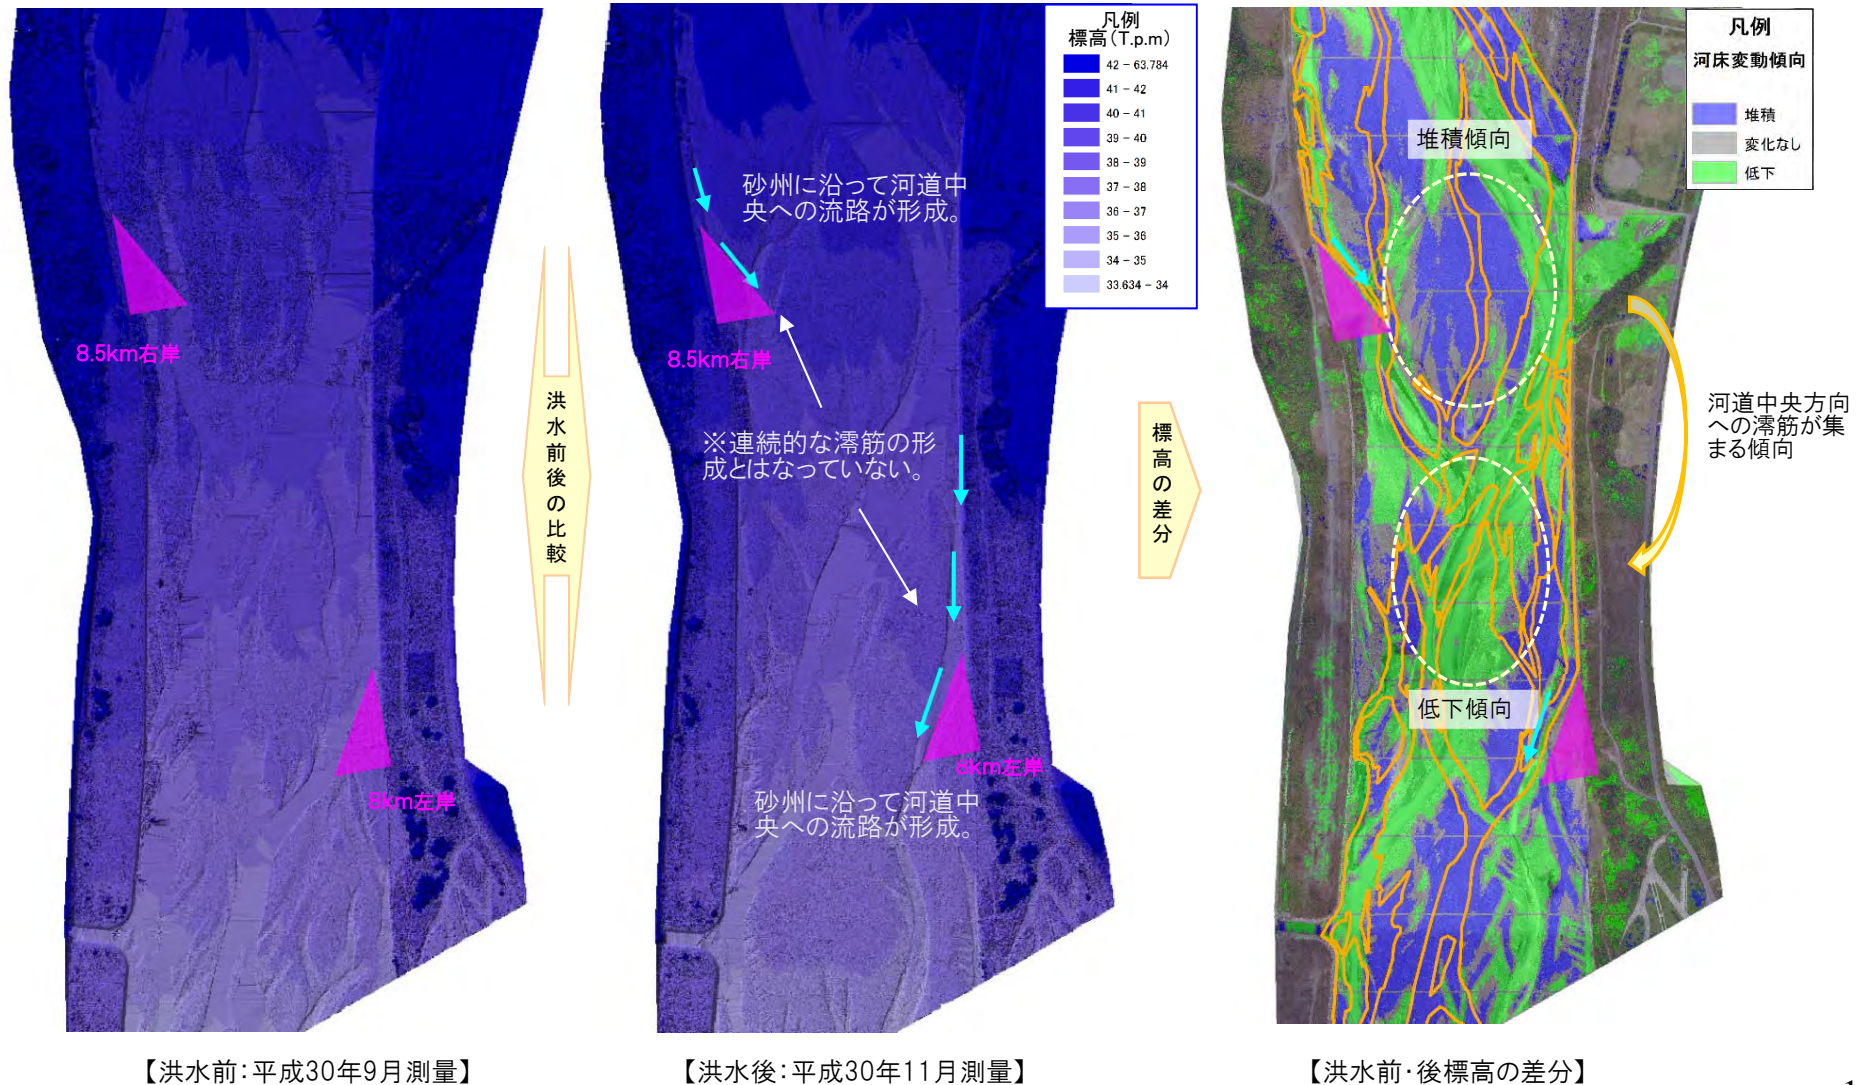 凡例
標高(T.p.m)
42 - 63.784
41 - 42
40 - 41
39 - 40
38 - 39
37 - 38
36 - 37
35 - 36
34 - 35
33.634 - 34
凡例
河床変動傾向
堆積
変化なし
低下
堆積傾向
砂州に沿って河道中
央への流路が形成。
8.5km右岸
8.5km右岸
洪水前後の比較
※連続的な澪筋の形
成とはなっていない。
標高の差分
河道中央方向
への澪筋が集
まる傾向
低下傾向
8km左岸
8km左岸
砂州に沿って河道中
央への流路が形成。
【洪水前:平成30年9月測量】
【洪水後:平成30年11月測量】
【洪水前・後標高の差分】